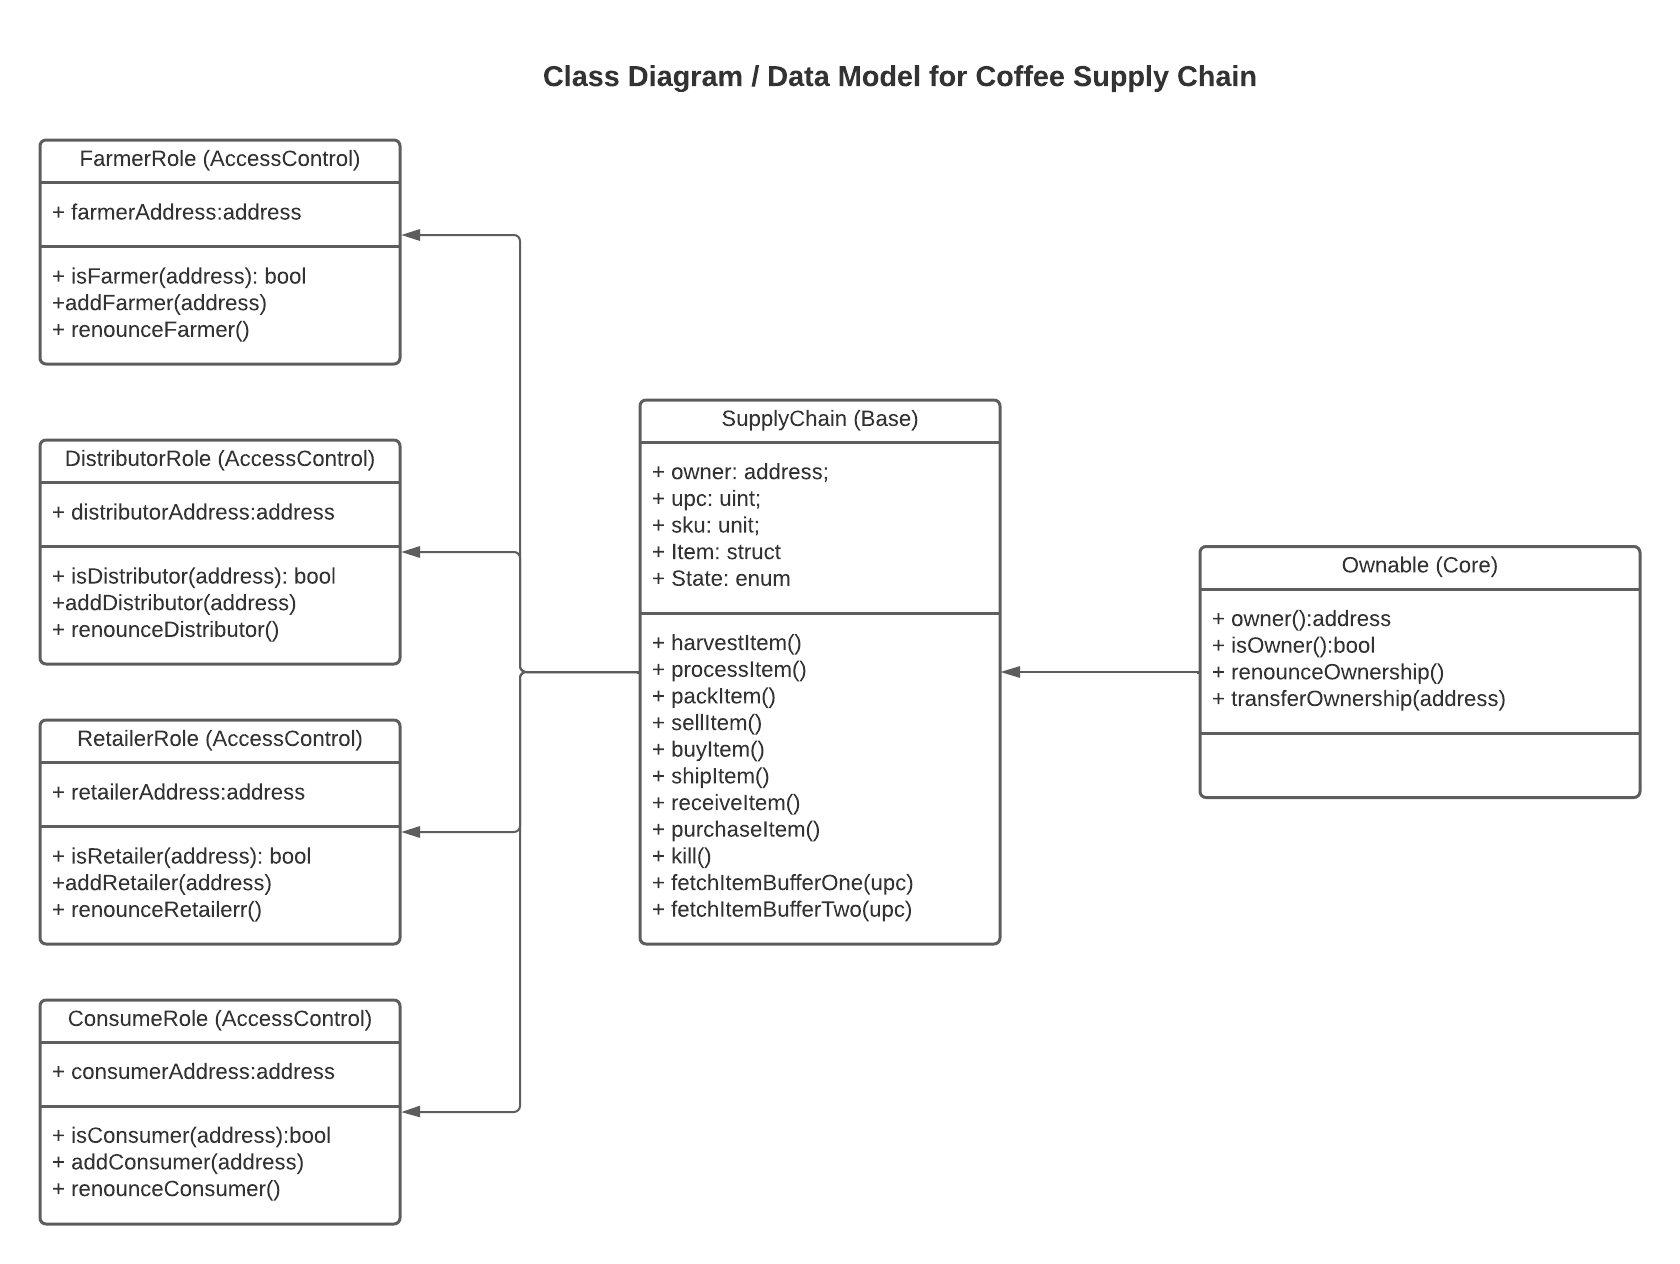 Class Diagram / Data Model for Coffee Supply Chain
FarmerRole (AccessControl)
+ farmerAddress:address
+ isFarmer(address): bool
+addFarmer(address)
+ renounceFarmer()
DistributorRole (AccessControl)
+ distributorAddress:address
+ isDistributor(address): bool
+addDistributor(address)
+ renounceDistributor()
RetailerRole (AccessControl)
+ retailerAddress:address
+ isRetailer(address): bool
+addRetailer(address)
+ renounceRetailerr()
ConsumeRole (AccessControl)
+ consumerAddress:address
+ isConsumer(address):bool
+ addConsumer(address)
+ renounceConsumer()
SupplyChain (Base)
+ owner: address;
+ upc: uint;
+ sku: unit;
+ Item: struct
+ State: enum
+ harvestItem()
+ processItem()
+ packItem()
+ sellItem()
+ buyItem()
+ shipItem()
+ receiveItem()
+ purchaseItem()
+ kill()
+ fetchItemBufferOne(upc)
+ fetchItemBufferTwo(upc)
Ownable (Core)
+ owner():address
+ isOwner():bool
+ renounceOwnership()
+ transferOwnership(address)